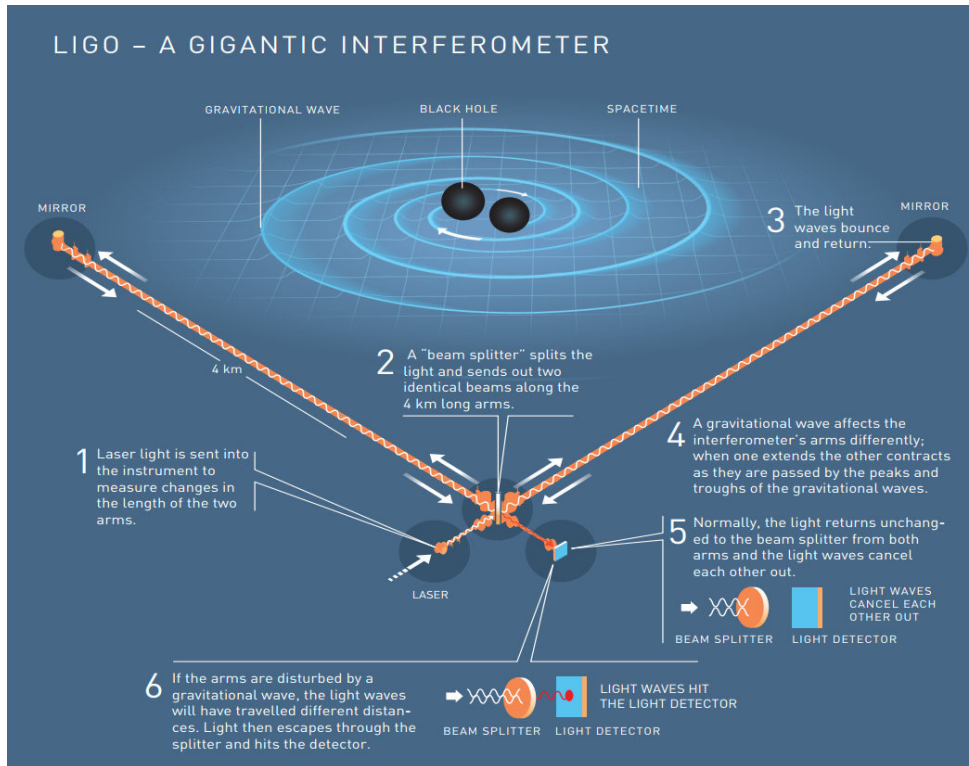 LIGO – A GIGANTIC INTERFEROMETER
GRAVITATIONAL WAVE
BLACK HOLE
SPACETIME
MIRROR
3 The light
waves bounce
and return.
MIRROR
4 km
2 A “beam splitter” splits the
light and sends out two
identical beams along the
4 km long arms.
1 Laser light is sent into
the instrument to
measure changes in
the length of the two
arms.
4 A gravitational wave affects the
interferometer’s arms differently;
when one extends the other contracts
as they are passed by the peaks and
troughs of the gravitational waves.
LASER
5 Normally, the light returns unchang-
ed to the beam splitter from both
arms and the light waves cancel
each other out.
LIGHT WAVES
CANCEL EACH
OTHER OUT
BEAM SPLITTER
LIGHT DETECTOR
6 If the arms are disturbed by a
gravitational wave, the light waves
will have travelled different distan-
ces. Light then escapes through the
splitter and hits the detector.
LIGHT WAVES HIT
THE LIGHT DETECTOR
BEAM SPLITTER
LIGHT DETECTOR